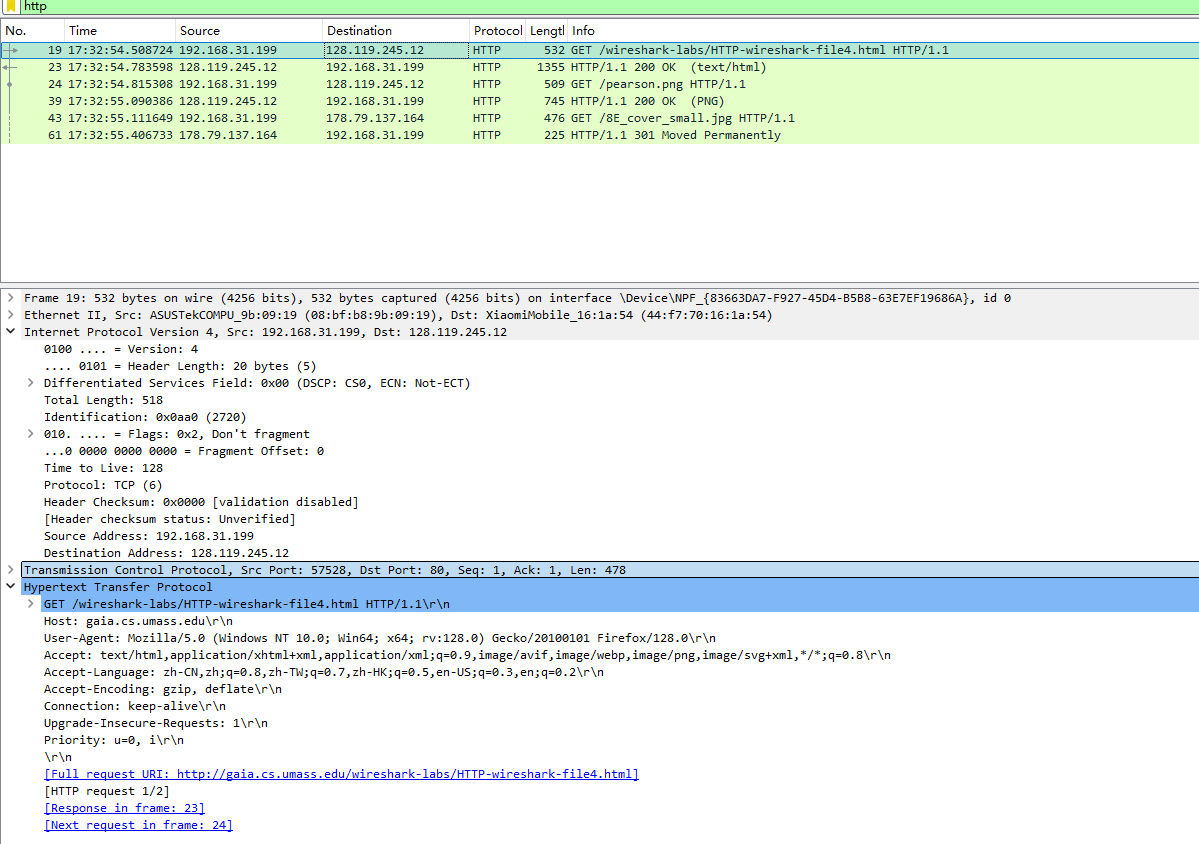 http
No. Time Source Destination Protocol Lengtl Info
19 17:32:54.508724 192.168.31.199 128.119.245.12 HTTP 532 GET /wireshark-labs/HTTP-wireshark-file4.html HTTP/1.1
23 17:32:54.783598 128.119.245.12 192.168.31.199 HTTP 1355 HTTP/1.1 200 OK (text/html)
24 17:32:54.815308 192.168.31.199 128.119.245.12 HTTP 509 GET /pearson.png HTTP/1.1
39 17:32:55.090386 128.119.245.12 192.168.31.199 HTTP 745 HTTP/1.1 200 OK (PNG)
43 17:32:55.111649 192.168.31.199 178.79.137.164 HTTP 476 GET /8E_cover_small.jpg HTTP/1.1
61 17:32:55.406733 178.79.137.164 192.168.31.199 HTTP 225 HTTP/1.1 301 Moved Permanently
Frame 19: 532 bytes on wire (4256 bits), 532 bytes captured (4256 bits) on interface \Device\NPF_{83663DA7-F927-45D4-B5B8-63E7EF19686A}, id 0
Ethernet II, Src: ASUSTekCOMPU_9b:09:19 (08:bf:b8:9b:09:19), Dst: XiaomiMobile_16:1a:54 (44:f7:70:16:1a:54)
Internet Protocol Version 4, Src: 192.168.31.199, Dst: 128.119.245.12
0100 .... = Version: 4
.... 0101 = Header Length: 20 bytes (5)
Differentiated Services Field: 0x00 (DSCP: CS0, ECN: Not-ECT)
Total Length: 518
Identification: 0x0aa0 (2720)
010. .... = Flags: 0x2, Don't fragment
...0 0000 0000 0000 = Fragment Offset: 0
Time to Live: 128
Protocol: TCP (6)
Header Checksum: 0x0000 [validation disabled]
[Header checksum status: Unverified]
Source Address: 192.168.31.199
Destination Address: 128.119.245.12
Transmission Control Protocol, Src Port: 57528, Dst Port: 80, Seq: 1, Ack: 1, Len: 478
Hypertext Transfer Protocol
GET /wireshark-labs/HTTP-wireshark-file4.html HTTP/1.1\r\n
Host: gaia.cs.umass.edu\r\n
User-Agent: Mozilla/5.0 (Windows NT 10.0; Win64; x64; rv:128.0) Gecko/20100101 Firefox/128.0\r\n
Accept: text/html,application/xhtml+xml,application/xml;q=0.9,image/avif,image/webp,image/png,image/svg+xml,*/*;q=0.8\r\n
Accept-Language: zh-CN,zh;q=0.8,zh-TW;q=0.7,zh-HK;q=0.5,en-US;q=0.3,en;q=0.2\r\n
Accept-Encoding: gzip, deflate\r\n
Connection: keep-alive\r\n
Upgrade-Insecure-Requests: 1\r\n
Priority: u=0, i\r\n
\r\n
[Full request URI: http://gaia.cs.umass.edu/wireshark-labs/HTTP-wireshark-file4.html]
[HTTP request 1/2]
[Response in frame: 23]
[Next request in frame: 24]